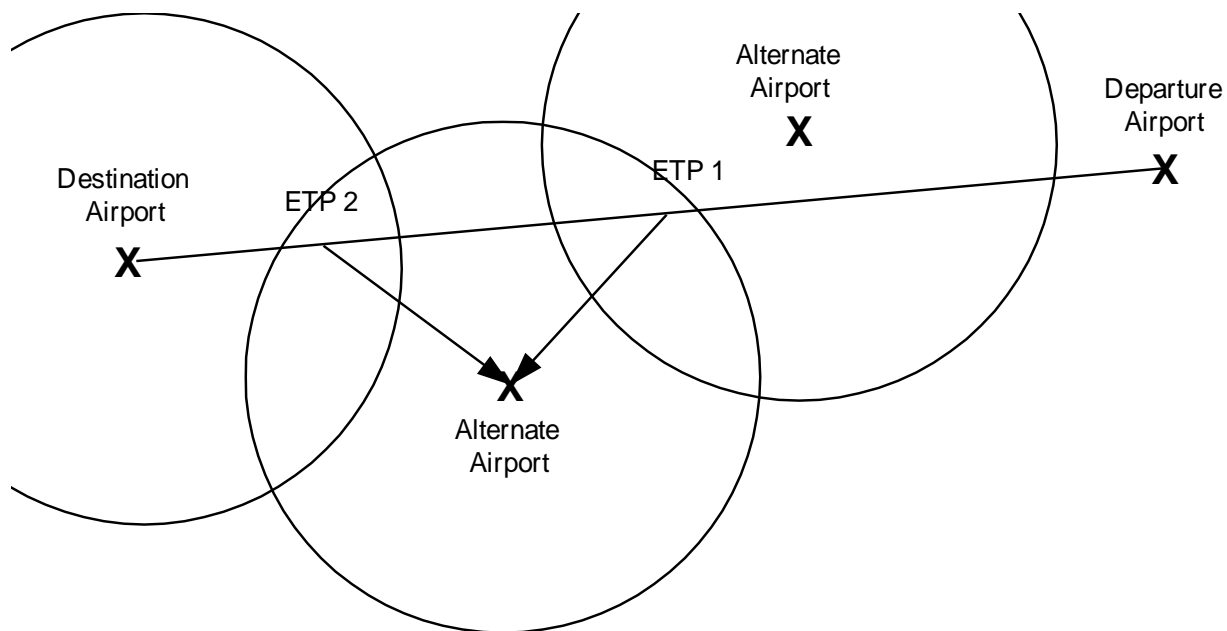 Alternate
Airport
X
Departure
Airport
X
ETP 1
Destination
Airport
X
ETP 2
X
Alternate
Airport